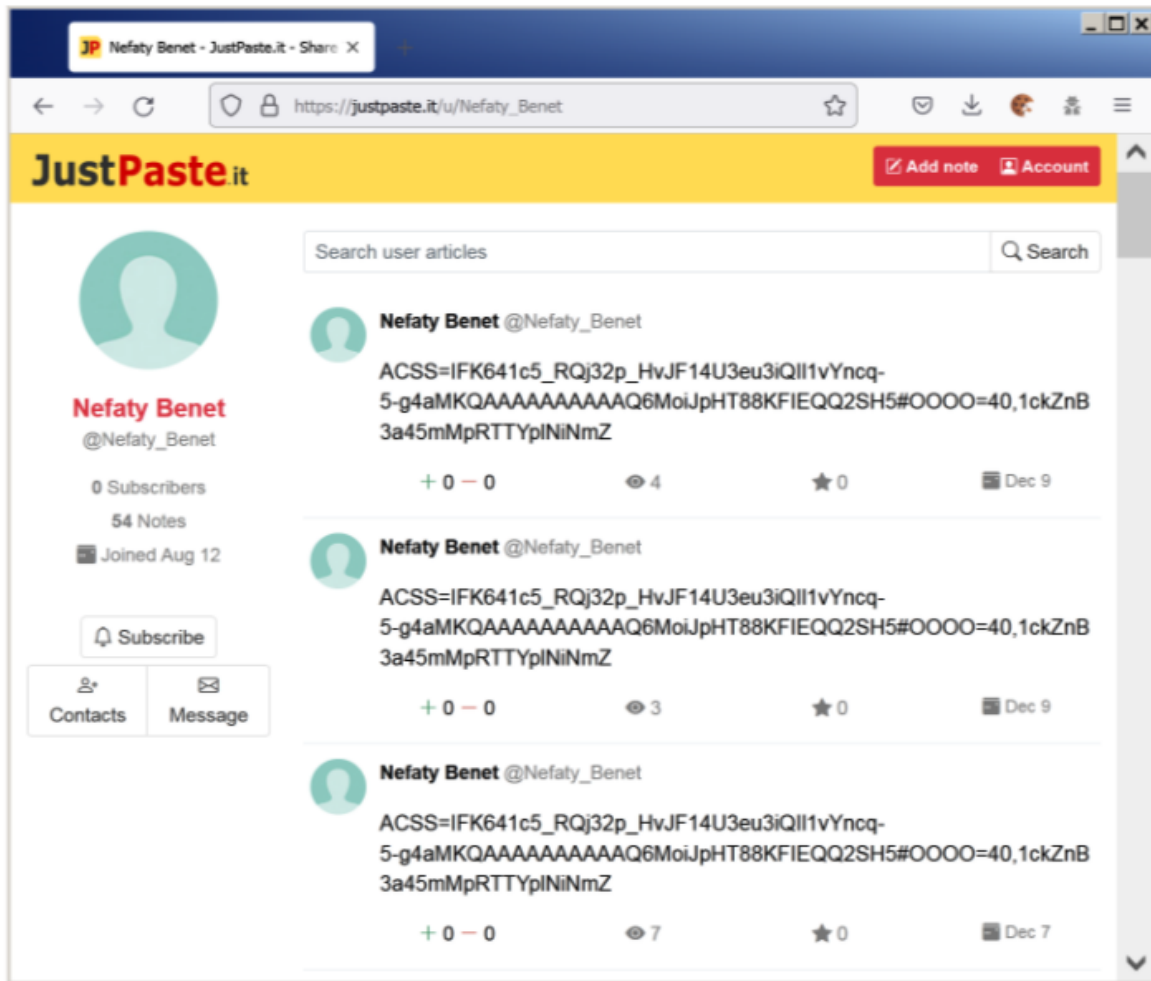 JP Nefaty Benet - JustPaste.it - Share
https://justpaste.it/u/Nefaty_Benet
JustPaste.it
Add note Account
Search user articles
Search
Nefaty Benet
@Nefaty_Benet
0 Subscribers
54 Notes
Joined Aug 12
Subscribe
Contacts
Message
Nefaty Benet @Nefaty_Benet
ACSS=IFK641c5_RQj32p_HvJF14U3eu3iQIl1vYncq-
5-g4aMKQAAAAAAAAAAQ6MoiJpHT88KFIEQQ2SH5#OOOO=40,1ckZnB
3a45mMpRTTYplNiNmZ
+ 0 − 0 4 0 Dec 9
Nefaty Benet @Nefaty_Benet
ACSS=IFK641c5_RQj32p_HvJF14U3eu3iQIl1vYncq-
5-g4aMKQAAAAAAAAAAQ6MoiJpHT88KFIEQQ2SH5#OOOO=40,1ckZnB
3a45mMpRTTYplNiNmZ
+ 0 − 0 3 0 Dec 9
Nefaty Benet @Nefaty_Benet
ACSS=IFK641c5_RQj32p_HvJF14U3eu3iQIl1vYncq-
5-g4aMKQAAAAAAAAAAQ6MoiJpHT88KFIEQQ2SH5#OOOO=40,1ckZnB
3a45mMpRTTYplNiNmZ
+ 0 − 0 7 0 Dec 7